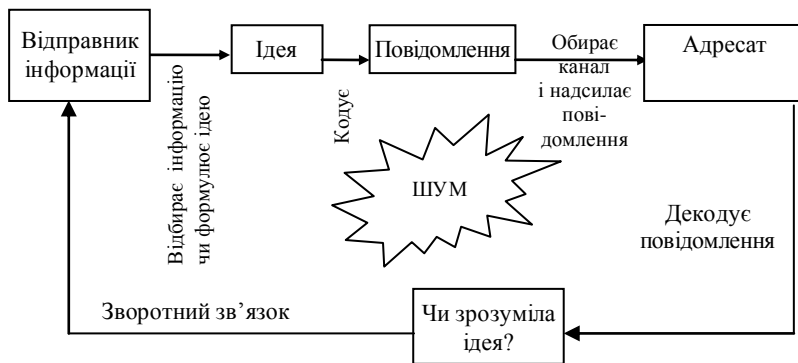 Відправник
інформації
Ідея
Повідомлення
Адресат
Відбирає інформацію
чи формулює ідею
Кодує
Обирає
канал
і надсилає
пові-
домлення
ШУМ
Декодує
повідомлення
Чи зрозуміла
ідея?
Зворотний зв’язок